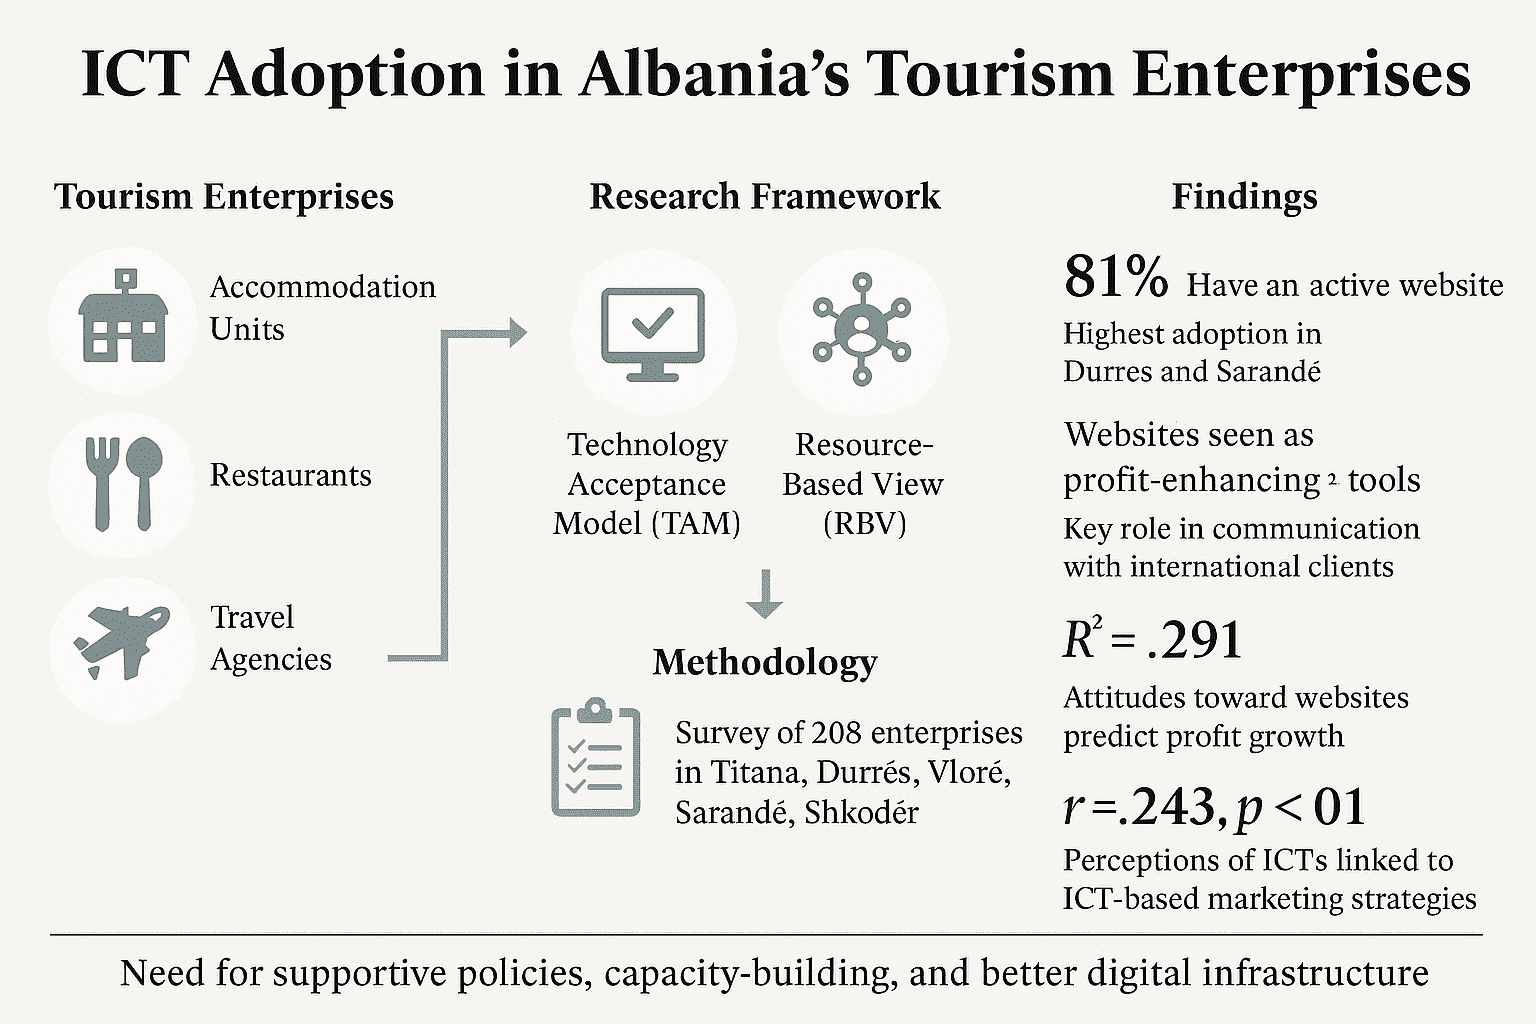 ICT Adoption in Albania’s Tourism Enterprises
Tourism Enterprises
Accommodation
Units
Restaurants
Travel
Agencies
Research Framework
Technology
Acceptance
Model (TAM)
Resource-
Based View
(RBV)
Methodology
Survey of 208 enterprises
in Titana, Durrés, Vloré,
Sarandé, Shkodér
Findings
81% Have an active website
Highest adoption in
Durres and Sarandé
Websites seen as
profit-enhancing ² tools
Key role in communication
with international clients
R² = .291
Attitudes toward websites
predict profit growth
r =.243, p < 01
Perceptions of ICTs linked to
ICT-based marketing strategies
Need for supportive policies, capacity-building, and better digital infrastructure